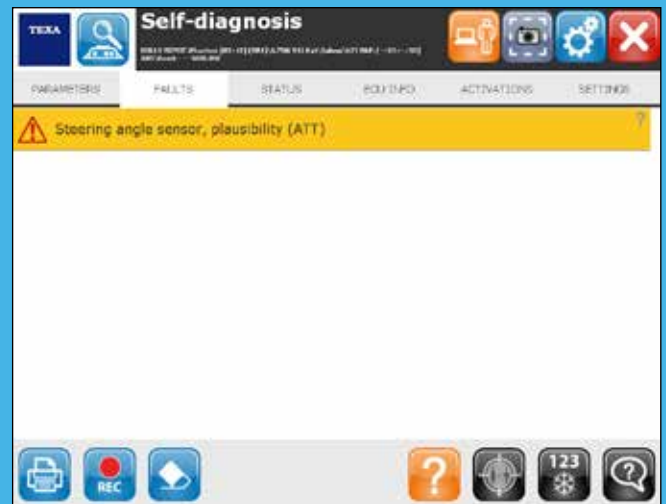 TEXA
Self-diagnosis
PARAMETERS FAULTS STATUS ECU INFO ACTIVATIONS SETTINGS
Steering angle sensor, plausibility (ATT)
?
REC
?
123
?